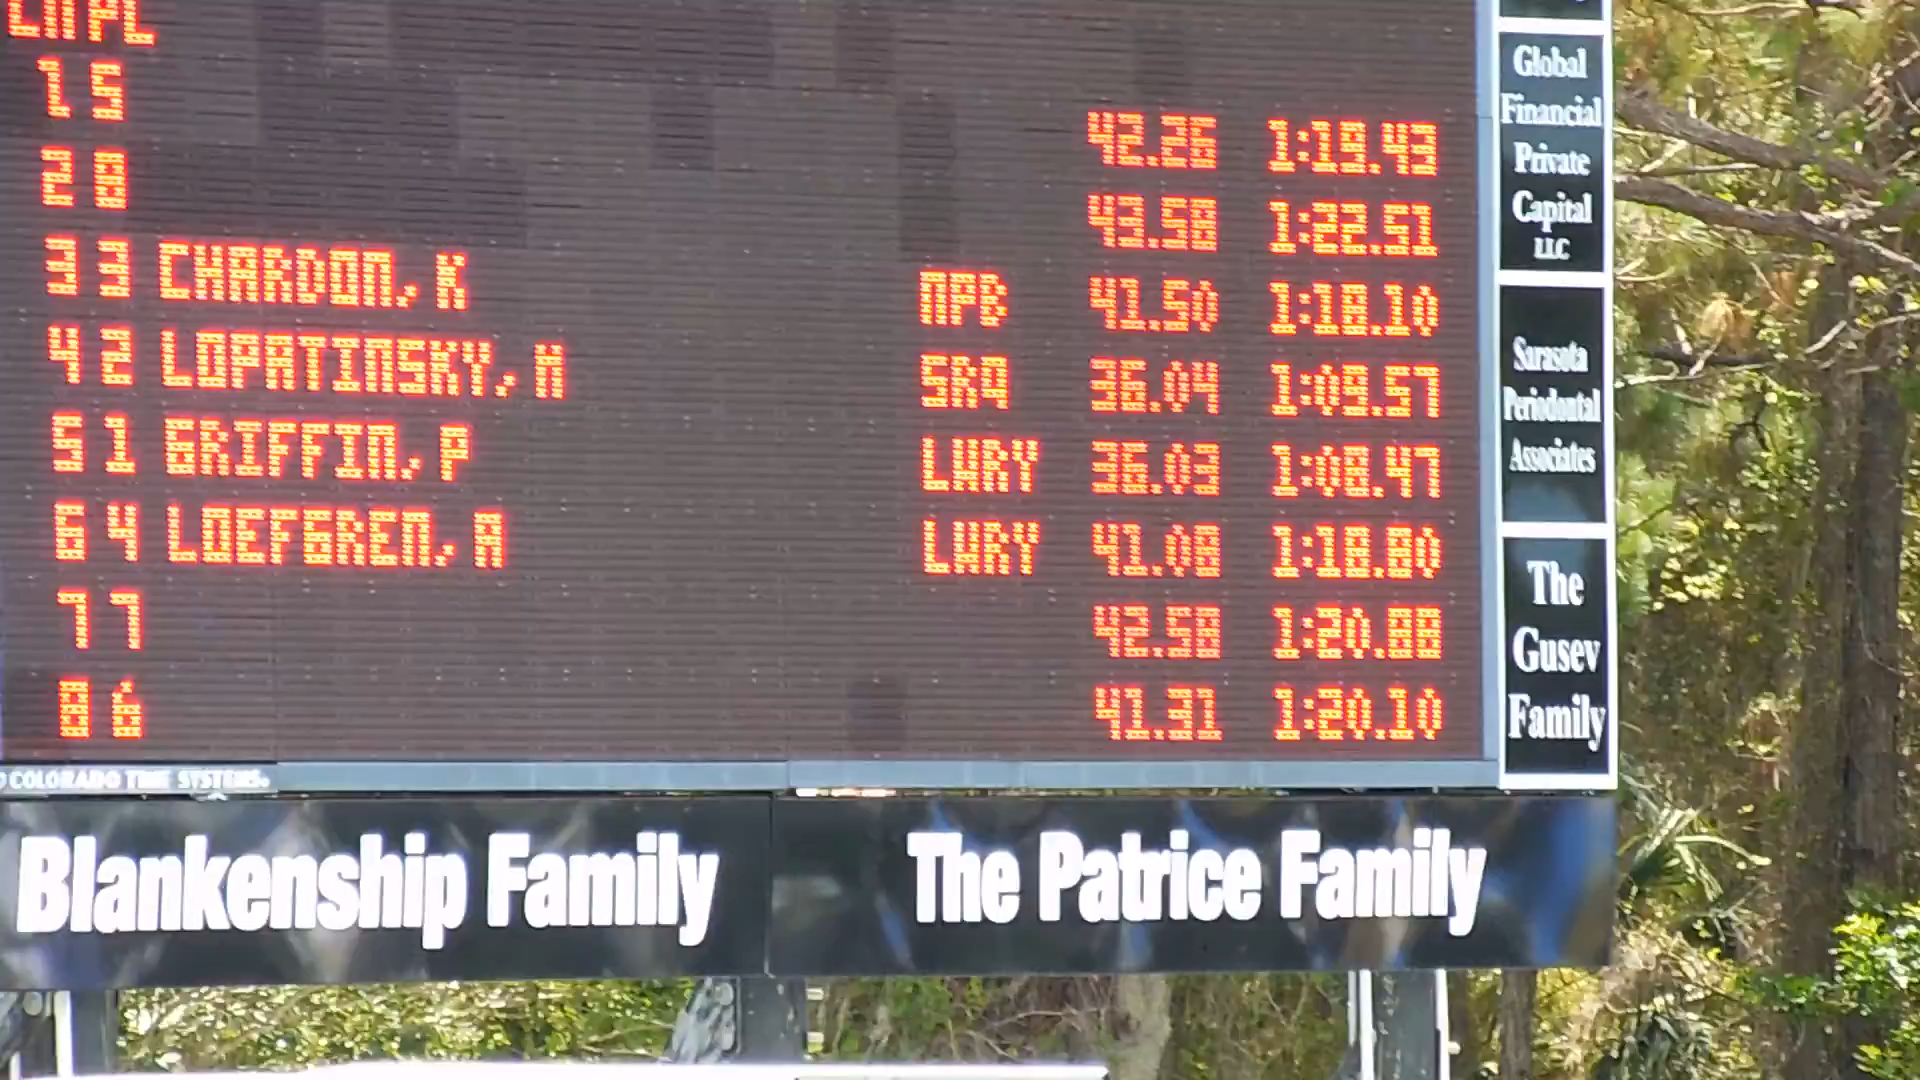 LN PL
1 5 42.26 1:19.43
2 8 43.58 1:22.51
3 3 CHARDON, K NPB 41.50 1:18.10
4 2 LOPATINSKY, M SRQ 36.04 1:09.57
5 1 GRIFFIN, P LWRY 36.03 1:08.47
6 4 LOEFGREN, A LWRY 41.08 1:18.80
7 7 42.58 1:20.88
8 6 41.31 1:20.10
COLORADO TIME SYSTEMS
Blankenship Family
The Patrice Family
Global
Financial
Private
Capital
LLC
Sarasota
Periodontal
Associates
The
Gusev
Family